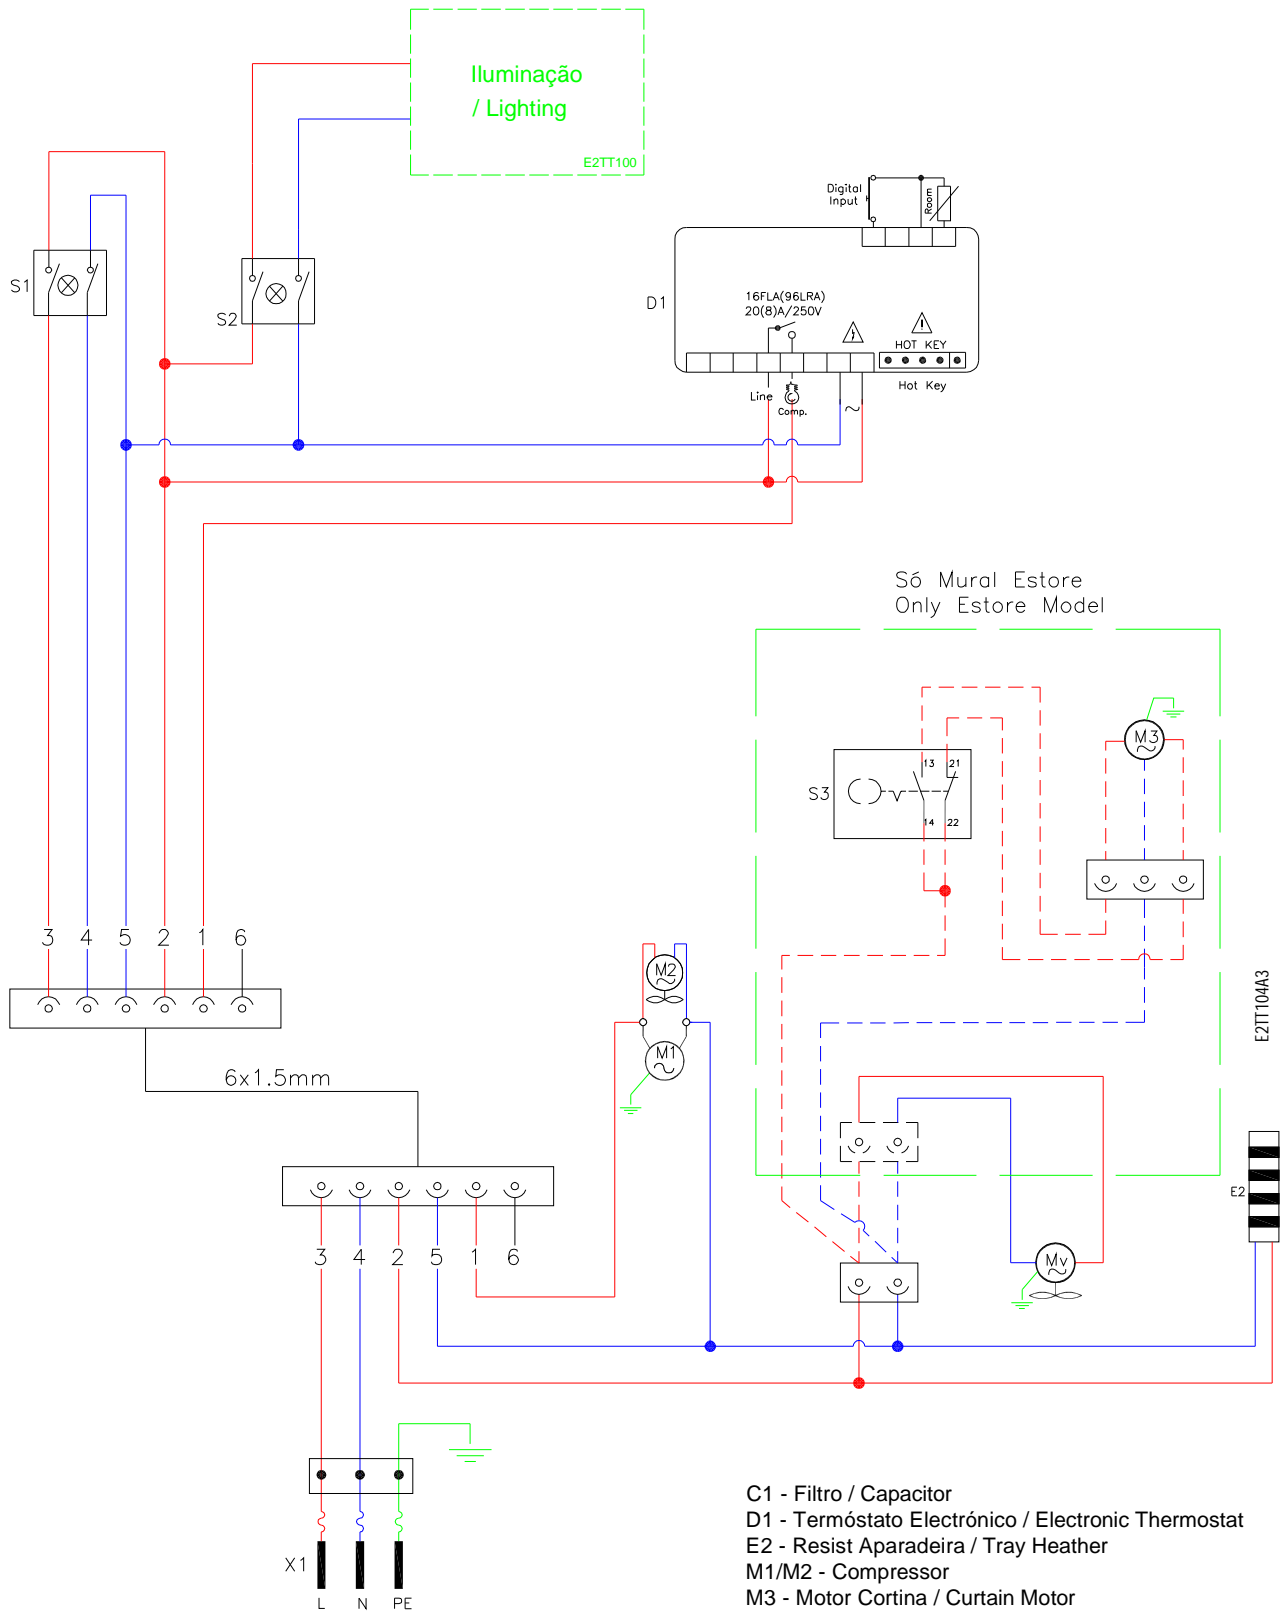 Iluminação
/ Lighting
E2TT100
S1
S2
Digital
Input
Room
D1
16FLA(96LRA)
20(8)A/250V
HOT KEY
Hot Key
Line
Comp.
Só Mural Estore
Only Estore Model
M3
S3
13
21
14
22
3 4 5 2 1 6
6x1.5mm
M2
M1
E2TT104A3
E2
3 4 2 5 1 6
Mv
X1
L N PE
C1 - Filtro / Capacitor
D1 - Termóstato Electrónico / Electronic Thermostat
E2 - Resist Aparadeira / Tray Heather
M1/M2 - Compressor
M3 - Motor Cortina / Curtain Motor